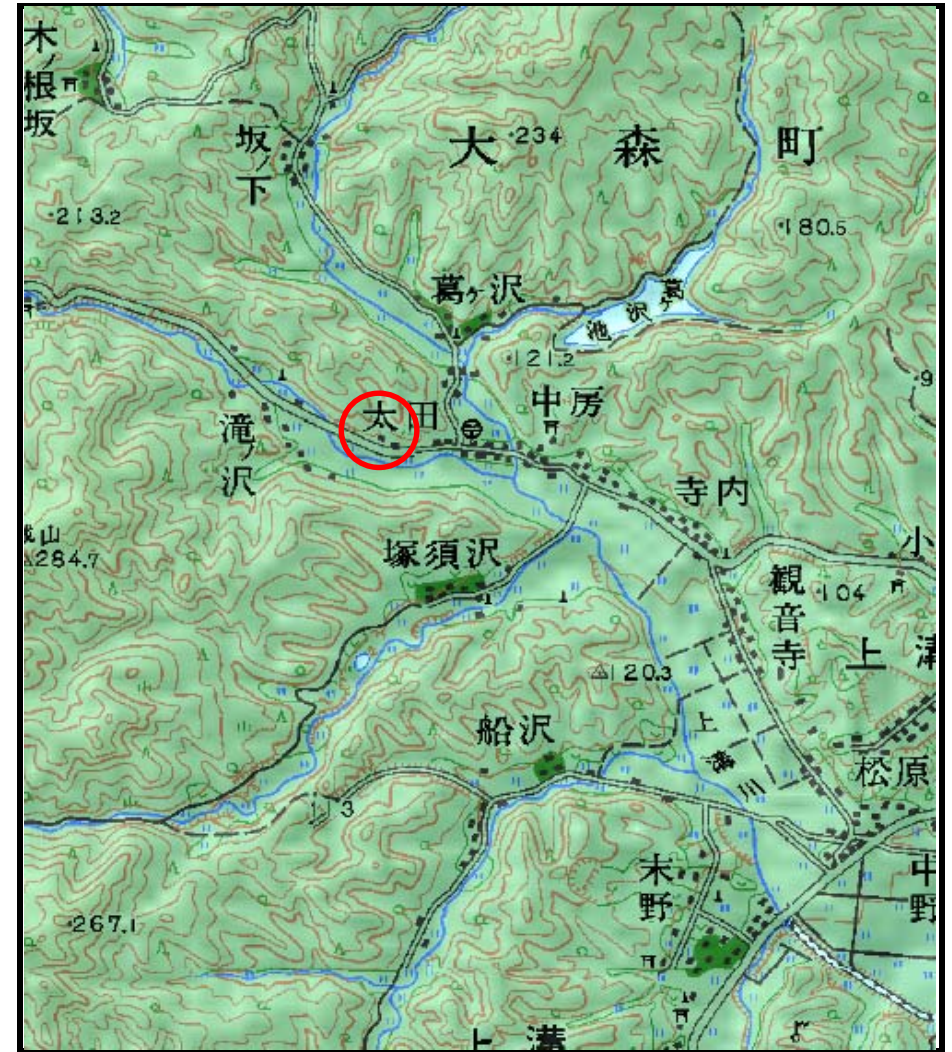 木ノ根坂
坂ノ下
大森町
234
213.2
180.5
葛ヶ沢
葛ヶ沢池
121.2
中房
太田
滝ノ沢
寺内
284.7
塚須沢
観音寺
104
小
120.3
上溝
船沢
上溝川
松原
3
末野
中野
267.1
上溝